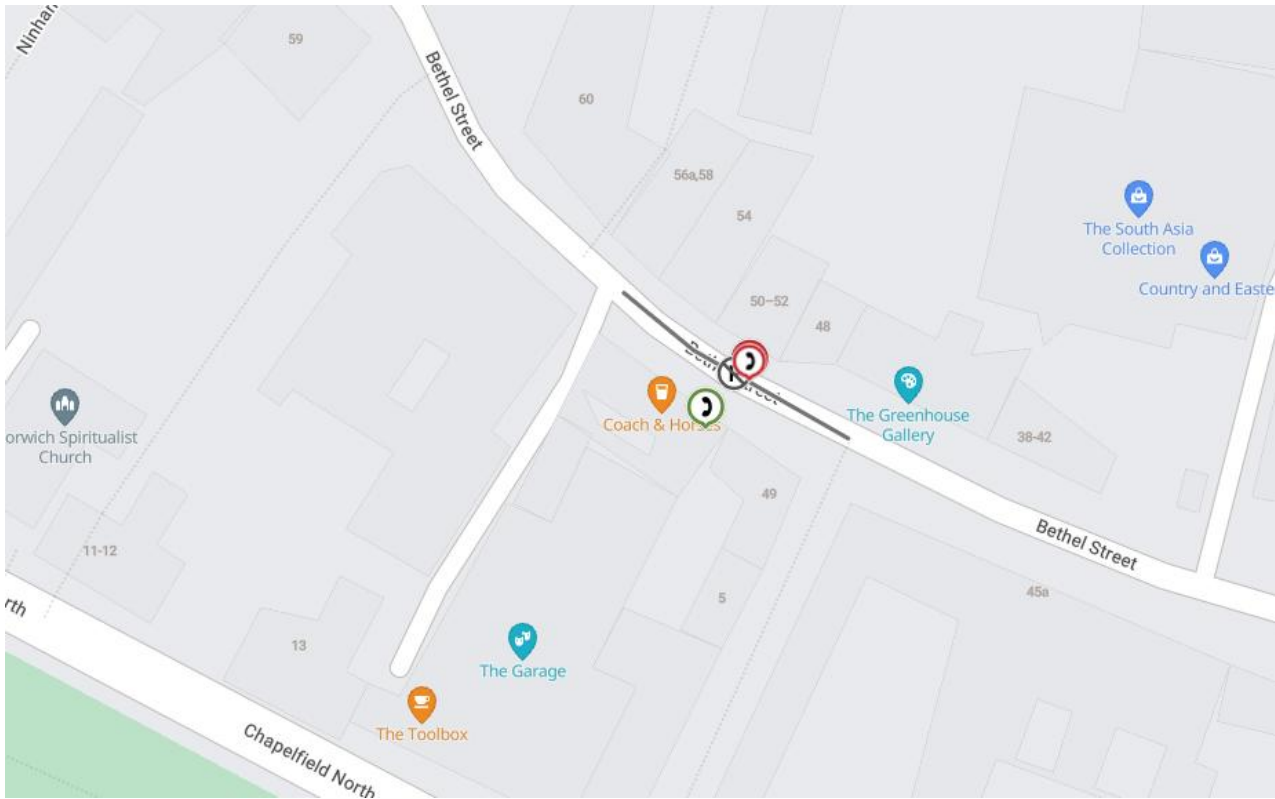 59
Bethel Street
60
56a,58
54
The South Asia
Collection
Country and Easte
50–52
48
Street
The Greenhouse
Gallery
Coach & Horses
38-42
orwich Spiritualist
Church
49
11-12
Bethel Street
5
45a
rth
13
The Garage
The Toolbox
Chapelfield North